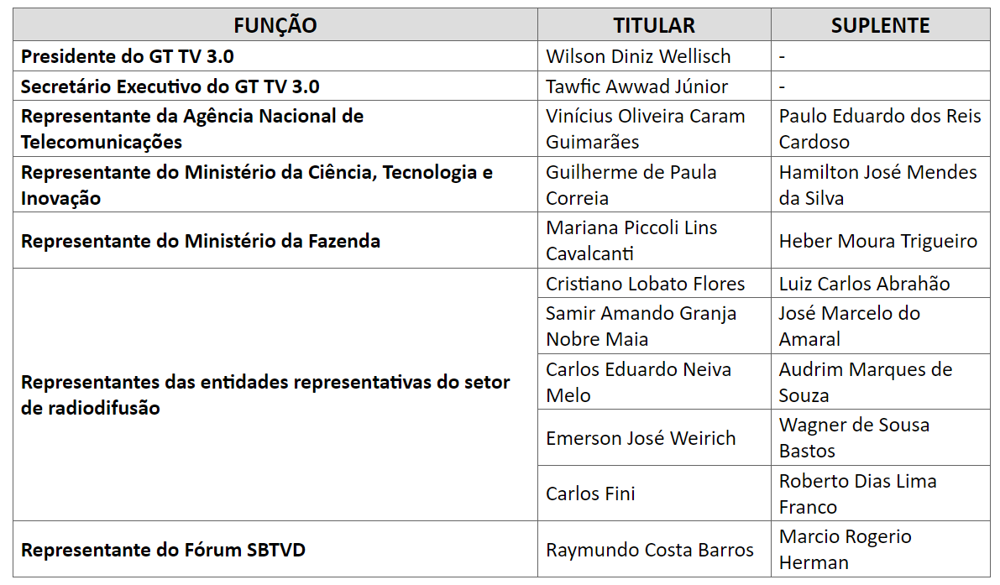 FUNÇÃO TITULAR SUPLENTE
Presidente do GT TV 3.0 Wilson Diniz Wellisch -
Secretário Executivo do GT TV 3.0 Tawfic Awwad Júnior -
Representante da Agência Nacional de
Telecomunicações
Vinícius Oliveira Caram
Guimarães
Paulo Eduardo dos Reis
Cardoso
Representante do Ministério da Ciência, Tecnologia e
Inovação
Guilherme de Paula
Correia
Hamilton José Mendes
da Silva
Representante do Ministério da Fazenda
Mariana Piccoli Lins
Cavalcanti
Heber Moura Trigueiro
Representantes das entidades representativas do setor
de radiodifusão
Cristiano Lobato Flores
Luiz Carlos Abrahão
Samir Amando Granja
Nobre Maia
José Marcelo do
Amaral
Carlos Eduardo Neiva
Melo
Audrim Marques de
Souza
Emerson José Weirich
Wagner de Sousa
Bastos
Carlos Fini
Roberto Dias Lima
Franco
Representante do Fórum SBTVD
Raymundo Costa Barros
Marcio Rogerio
Herman